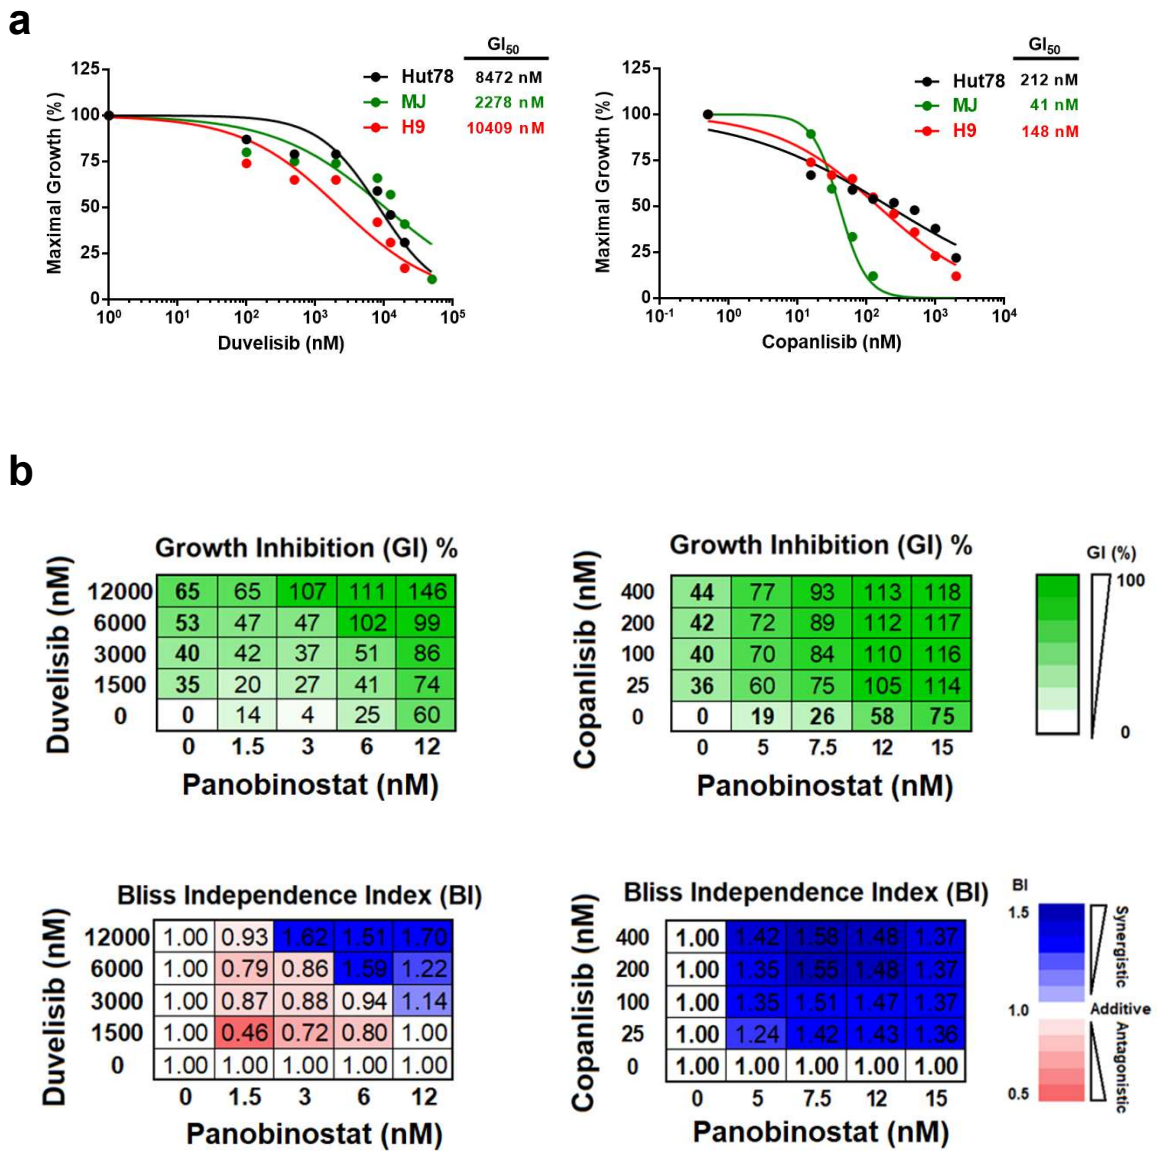 a
GI50
Hut78 8472 nM
MJ 2278 nM
H9 10409 nM
125
100
75
50
25
0
Maximal Growth (%)
10^0 10^1 10^2 10^3 10^4 10^5
Duvelisib (nM)
GI50
Hut78 212 nM
MJ 41 nM
H9 148 nM
125
100
75
50
25
0
Maximal Growth (%)
10^-1 10^0 10^1 10^2 10^3 10^4
Copanlisib (nM)
b
Growth Inhibition (GI) %
Duvelisib (nM)
12000 65 65 107 111 146
6000 53 47 47 102 99
3000 40 42 37 51 86
1500 35 20 27 41 74
0 0 14 4 25 60
0 1.5 3 6 12
Panobinostat (nM)
Growth Inhibition (GI) %
Copanlisib (nM)
400 44 77 93 113 118
200 42 72 89 112 117
100 40 70 84 110 116
25 36 60 75 105 114
0 0 19 26 58 75
0 5 7.5 12 15
Panobinostat (nM)
GI (%)
100
0
Bliss Independence Index (BI)
Duvelisib (nM)
12000 1.00 0.93 1.62 1.51 1.70
6000 1.00 0.79 0.86 1.59 1.22
3000 1.00 0.87 0.88 0.94 1.14
1500 1.00 0.46 0.72 0.80 1.00
0 1.00 1.00 1.00 1.00 1.00
0 1.5 3 6 12
Panobinostat (nM)
Bliss Independence Index (BI)
Copanlisib (nM)
400 1.00 1.42 1.58 1.48 1.37
200 1.00 1.35 1.55 1.48 1.37
100 1.00 1.35 1.51 1.47 1.37
25 1.00 1.24 1.42 1.43 1.36
0 1.00 1.00 1.00 1.00 1.00
0 5 7.5 12 15
Panobinostat (nM)
BI
1.5
Synergistic
1.0
Additive
Antagonistic
0.5